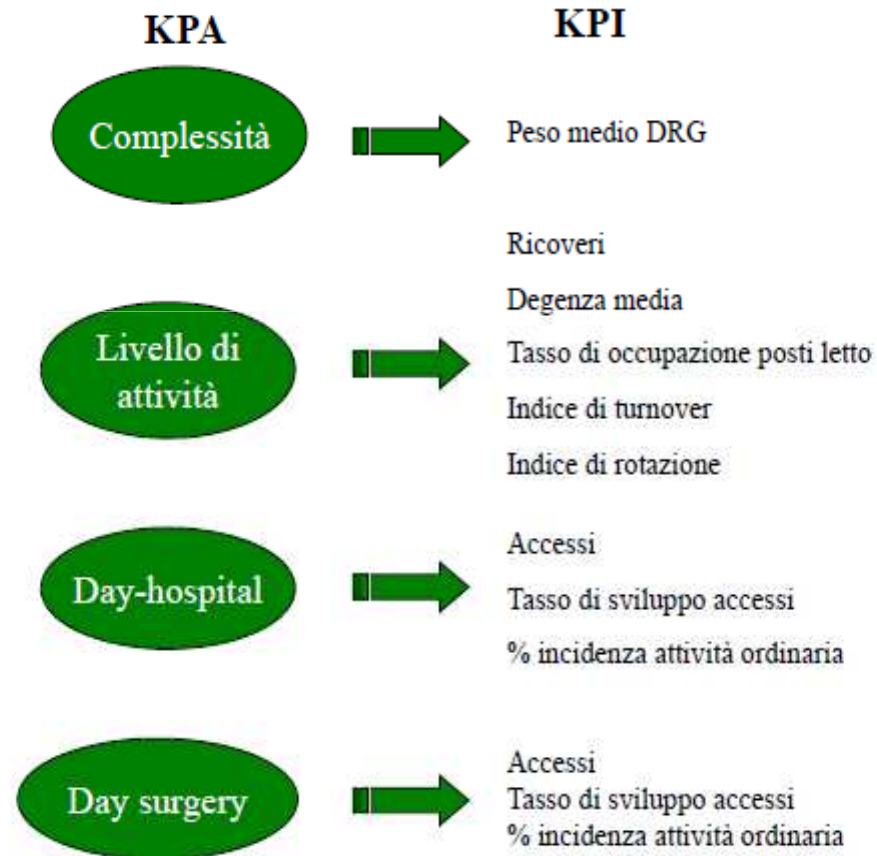 KPA
KPI
Complessità
Peso medio DRG
Livello di
attività
Ricoveri
Degenza media
Tasso di occupazione posti letto
Indice di turnover
Indice di rotazione
Day-hospital
Accessi
Tasso di sviluppo accessi
% incidenza attività ordinaria
Day surgery
Accessi
Tasso di sviluppo accessi
% incidenza attività ordinaria